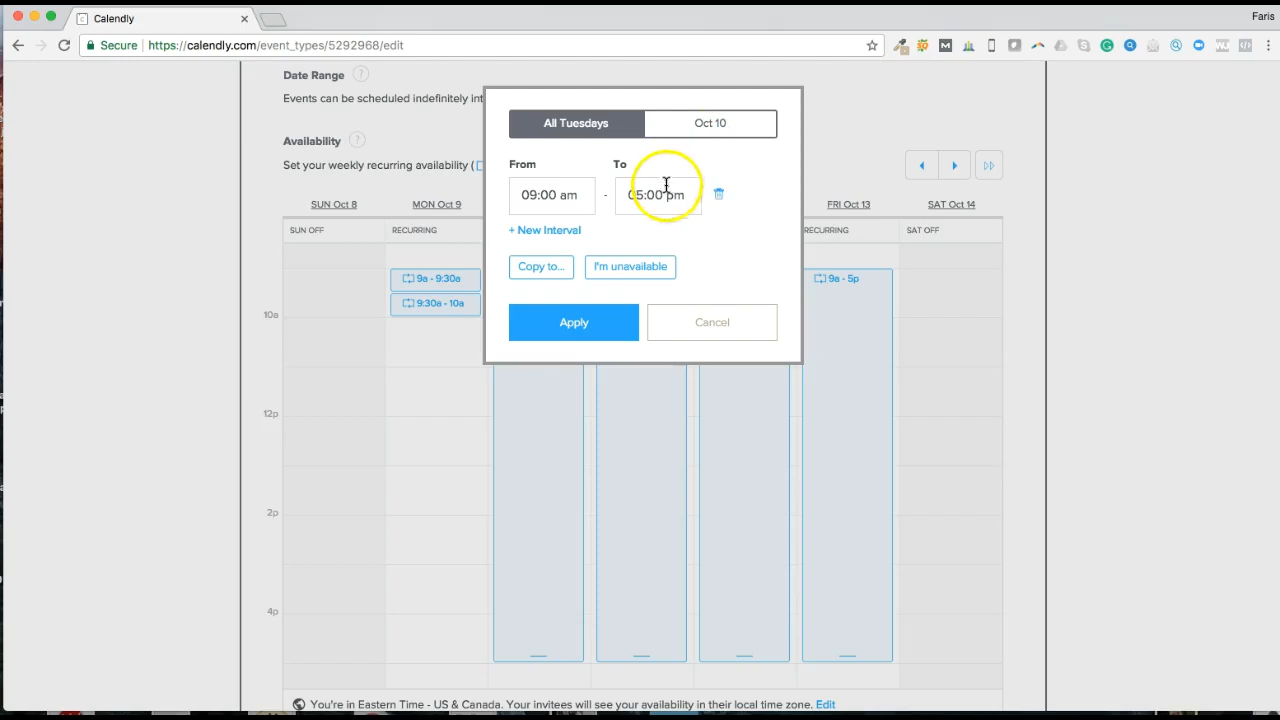 Calendly
Faris
Secure
https://calendly.com/event_types/5292968/edit
Date Range ?
Events can be scheduled indefinitely int
Availability ?
Set your weekly recurring availability (
All Tuesdays
Oct 10
From
To
09:00 am - 05:00 pm
+ New Interval
Copy to...
I'm unavailable
Apply
Cancel
SUN Oct 8
MON Oct 9
FRI Oct 13
SAT Oct 14
SUN OFF
RECURRING
RECURRING
SAT OFF
9a - 9:30a
9:30a - 10a
9a - 5p
10a
12p
2p
4p
You're in Eastern Time - US & Canada. Your invitees will see your availability in their local time zone. Edit